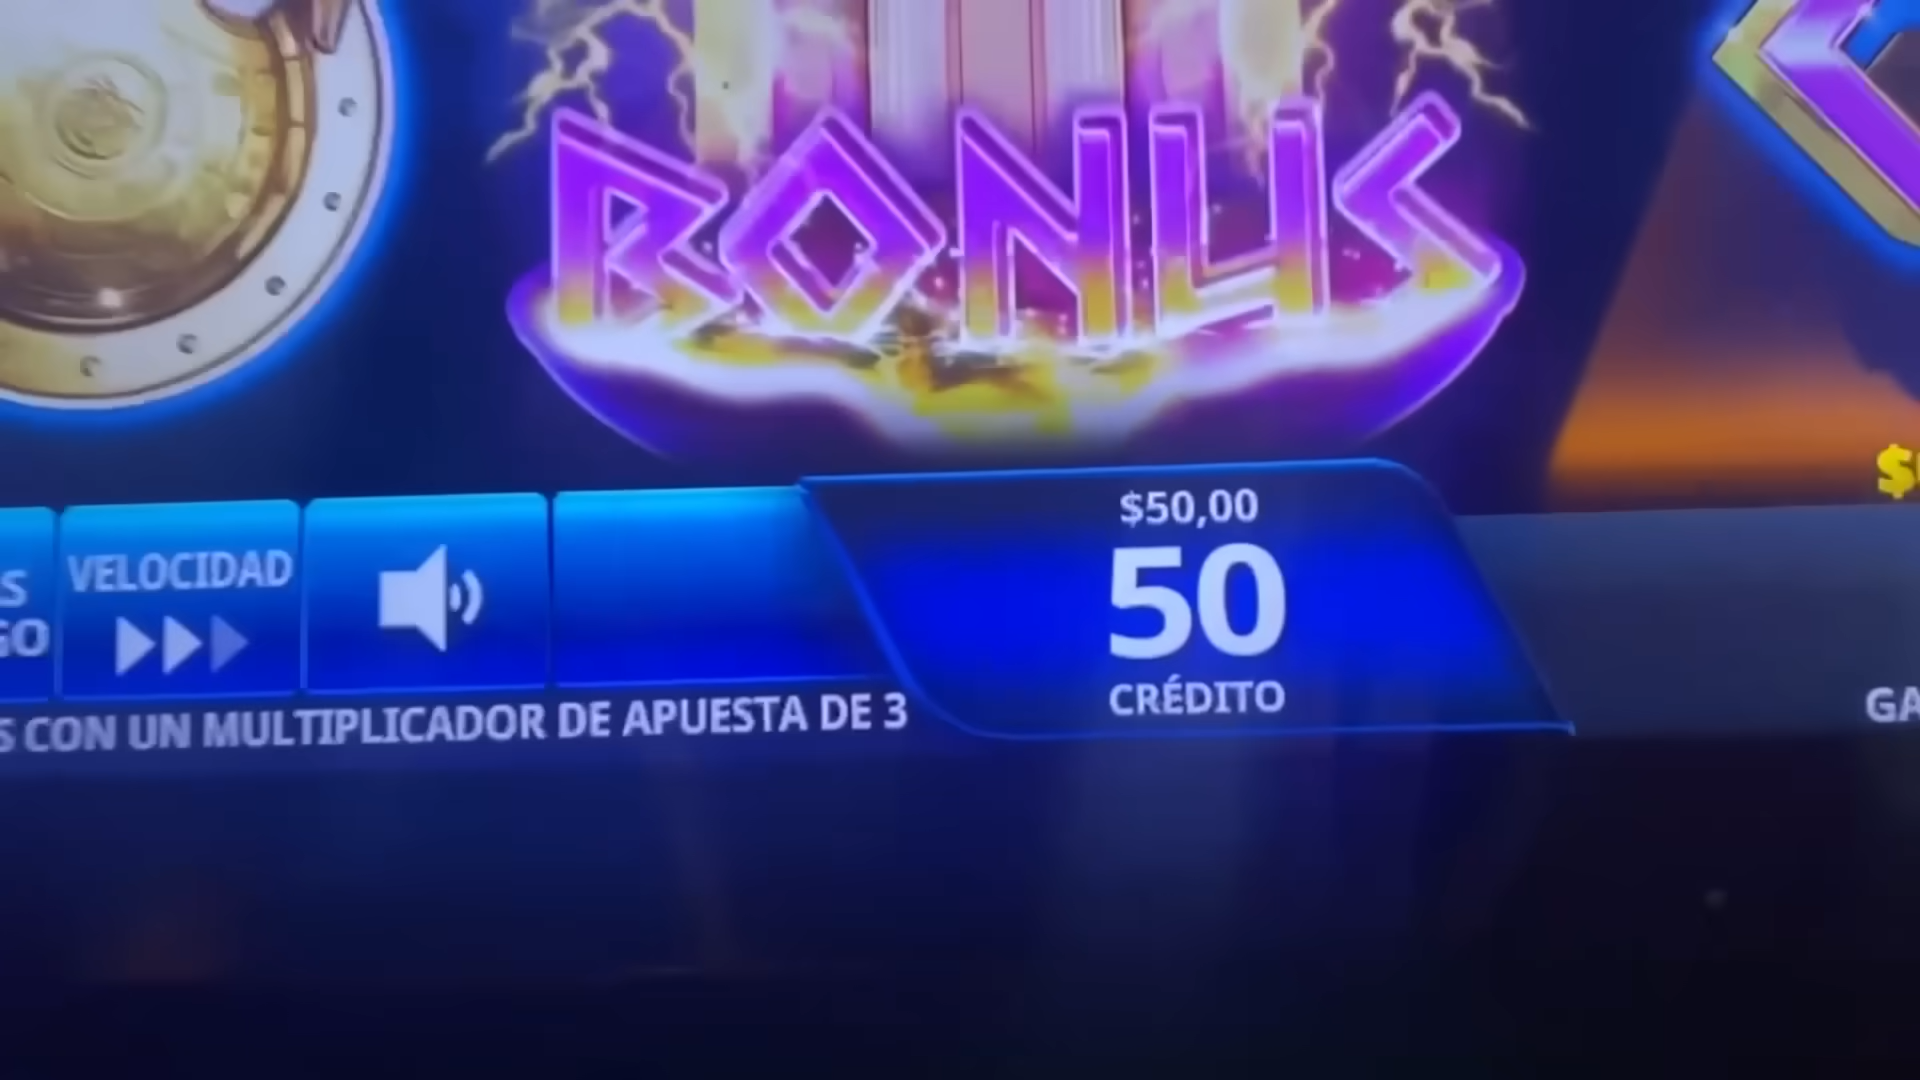 BONUS
$50,00
50
CRÉDITO
VELOCIDAD
S CON UN MULTIPLICADOR DE APUESTA DE 3